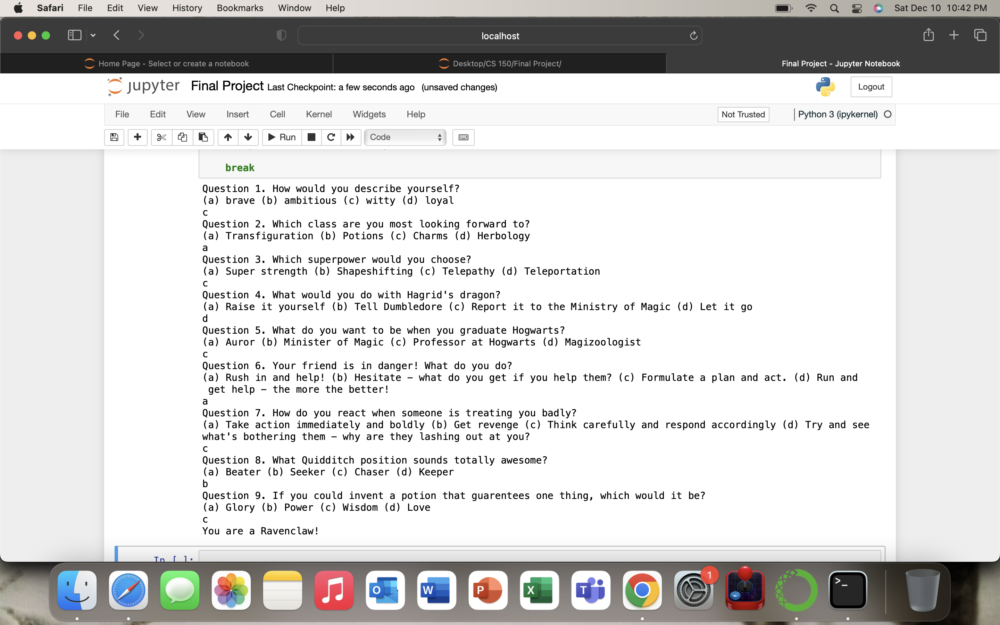 Safari File Edit View History Bookmarks Window Help Sat Dec 10 10:42 PM
localhost
Home Page - Select or create a notebook Desktop/CS 150/Final Project/ Final Project - Jupyter Notebook
jupyter Final Project Last Checkpoint: a few seconds ago (unsaved changes) Logout
File Edit View Insert Cell Kernel Widgets Help Not Trusted Python 3 (ipykernel)
Run Code
break
Question 1. How would you describe yourself?
(a) brave (b) ambitious (c) witty (d) loyal
c
Question 2. Which class are you most looking forward to?
(a) Transfiguration (b) Potions (c) Charms (d) Herbology
a
Question 3. Which superpower would you choose?
(a) Super strength (b) Shapeshifting (c) Telepathy (d) Teleportation
c
Question 4. What would you do with Hagrid's dragon?
(a) Raise it yourself (b) Tell Dumbledore (c) Report it to the Ministry of Magic (d) Let it go
d
Question 5. What do you want to be when you graduate Hogwarts?
(a) Auror (b) Minister of Magic (c) Professor at Hogwarts (d) Magizoologist
c
Question 6. Your friend is in danger! What do you do?
(a) Rush in and help! (b) Hesitate – what do you get if you help them? (c) Formulate a plan and act. (d) Run and
get help – the more the better!
a
Question 7. How do you react when someone is treating you badly?
(a) Take action immediately and boldly (b) Get revenge (c) Think carefully and respond accordingly (d) Try and see
what's bothering them – why are they lashing out at you?
c
Question 8. What Quidditch position sounds totally awesome?
(a) Beater (b) Seeker (c) Chaser (d) Keeper
b
Question 9. If you could invent a potion that guarentees one thing, which would it be?
(a) Glory (b) Power (c) Wisdom (d) Love
c
You are a Ravenclaw!
In [ ]:
O W P X T 1 >_